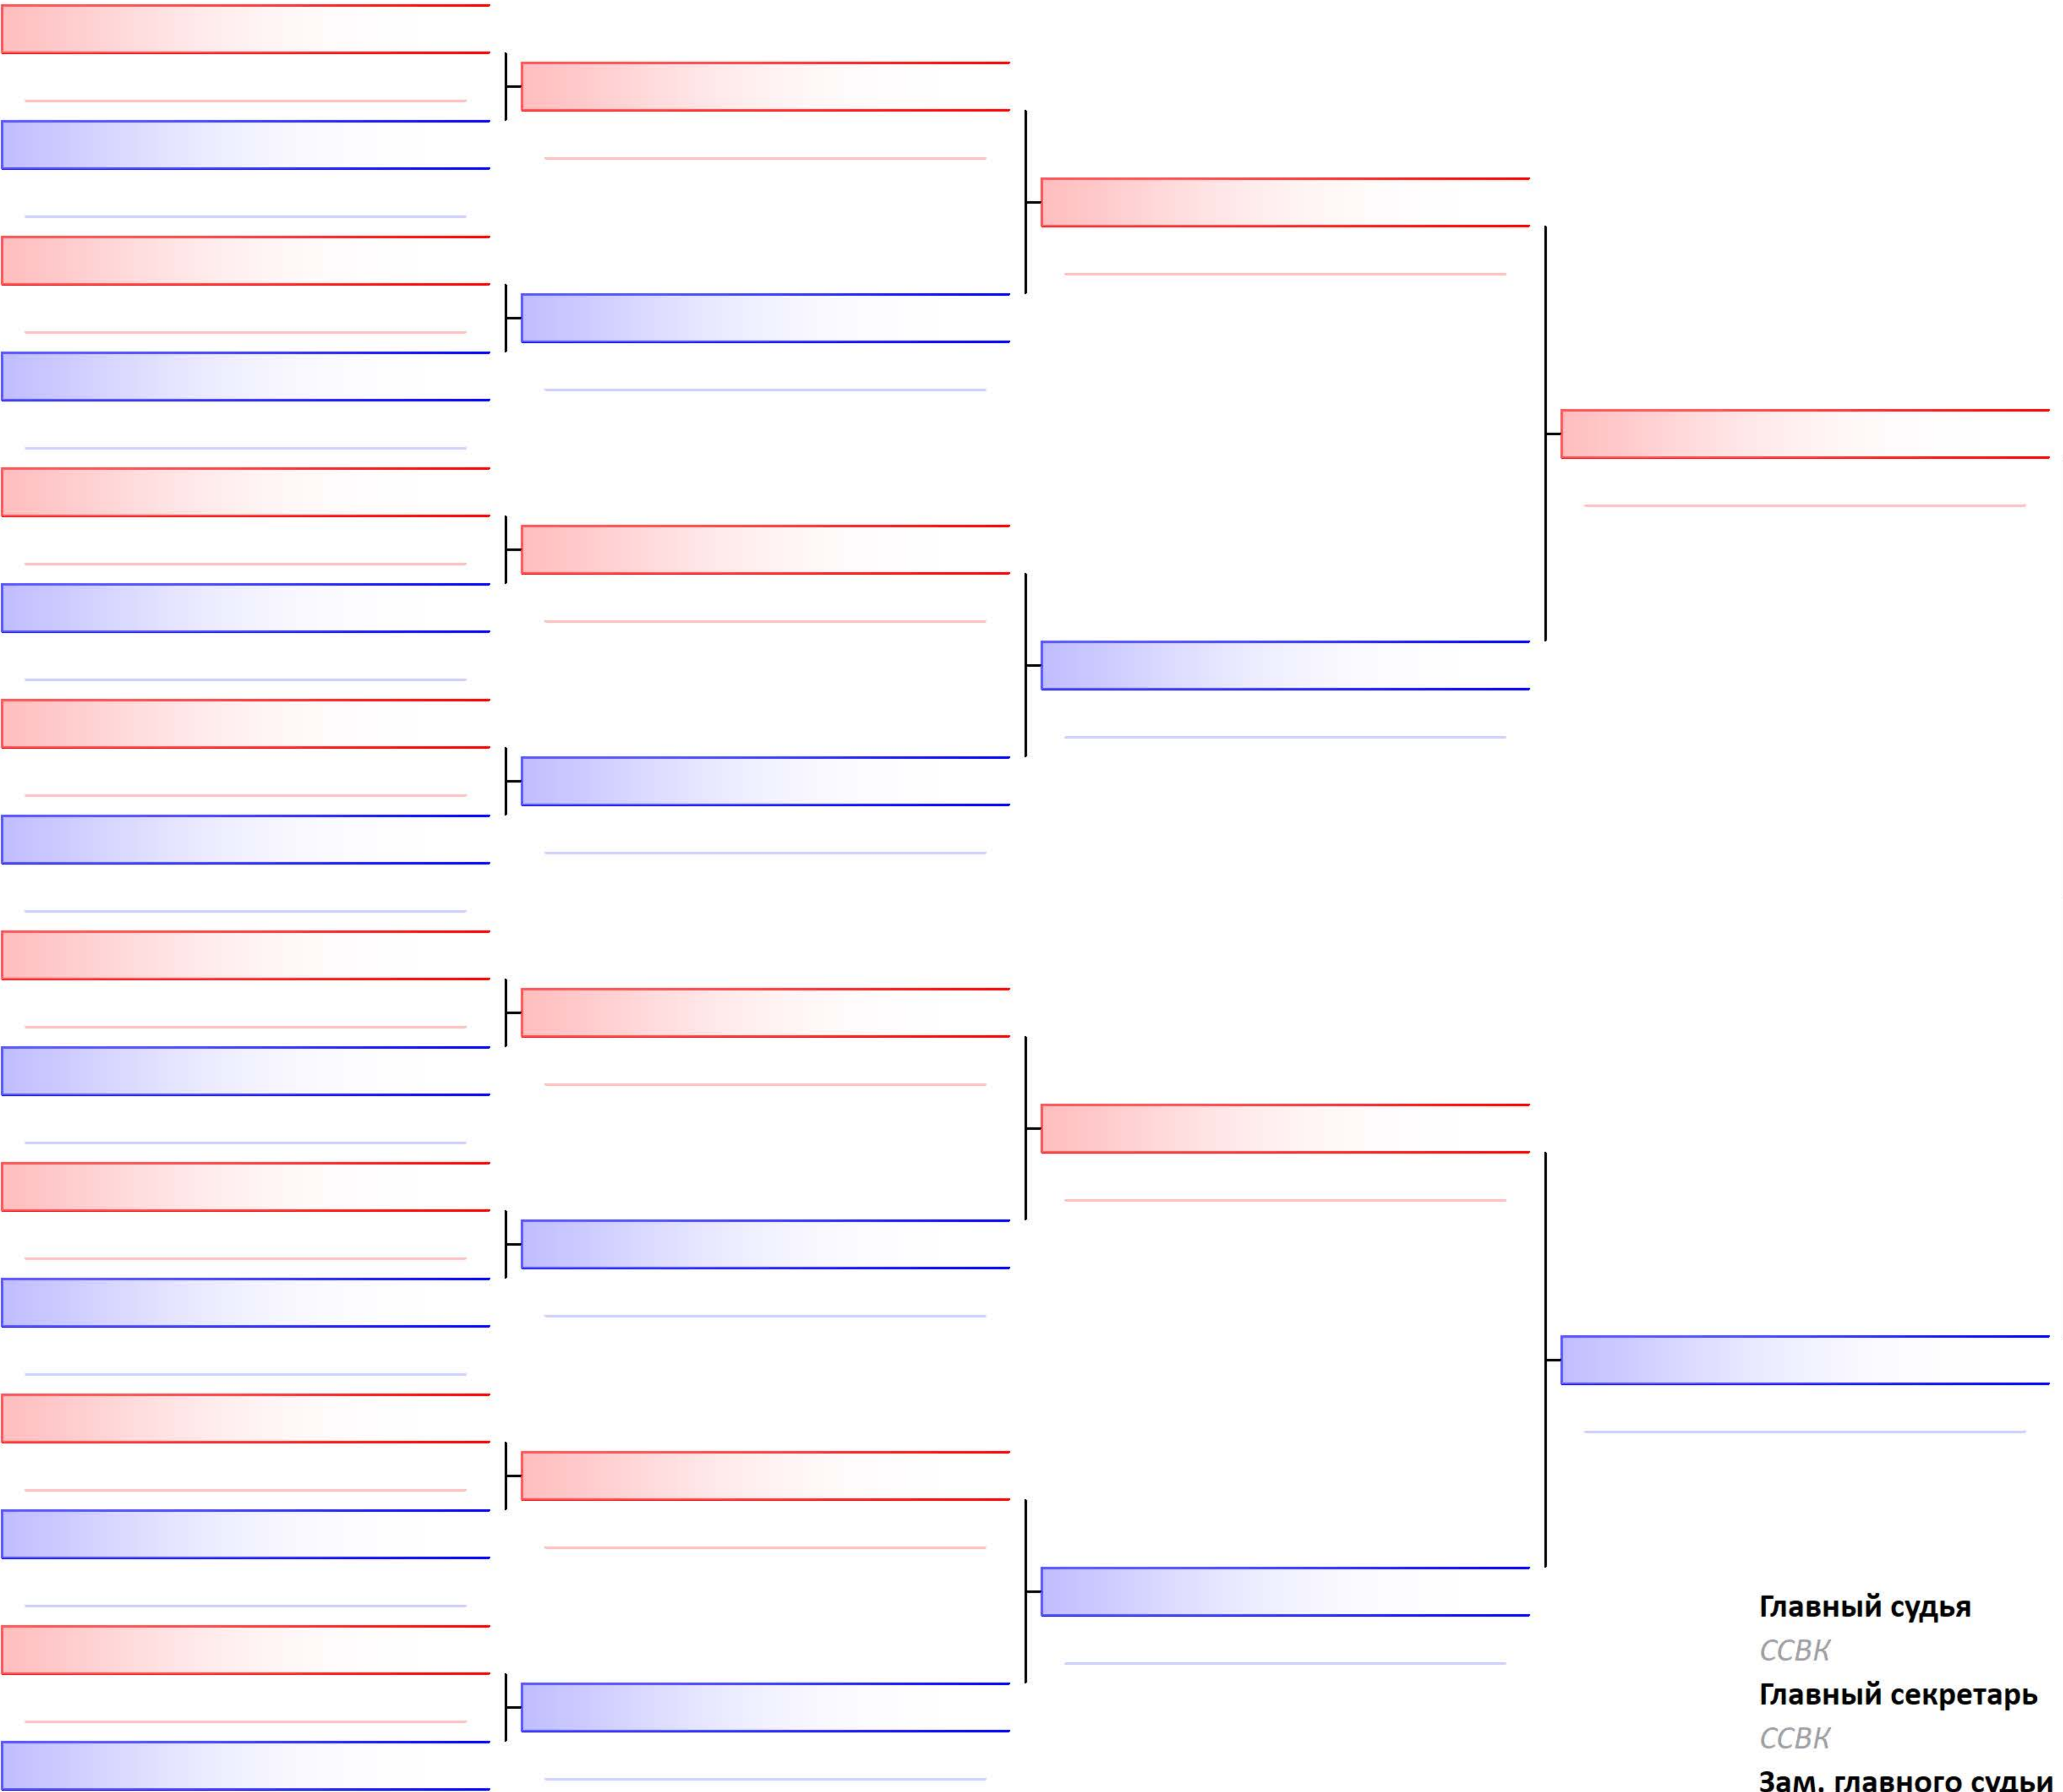 Главный судья
ССВК
Главный секретарь
ССВК
Зам. главного судьи